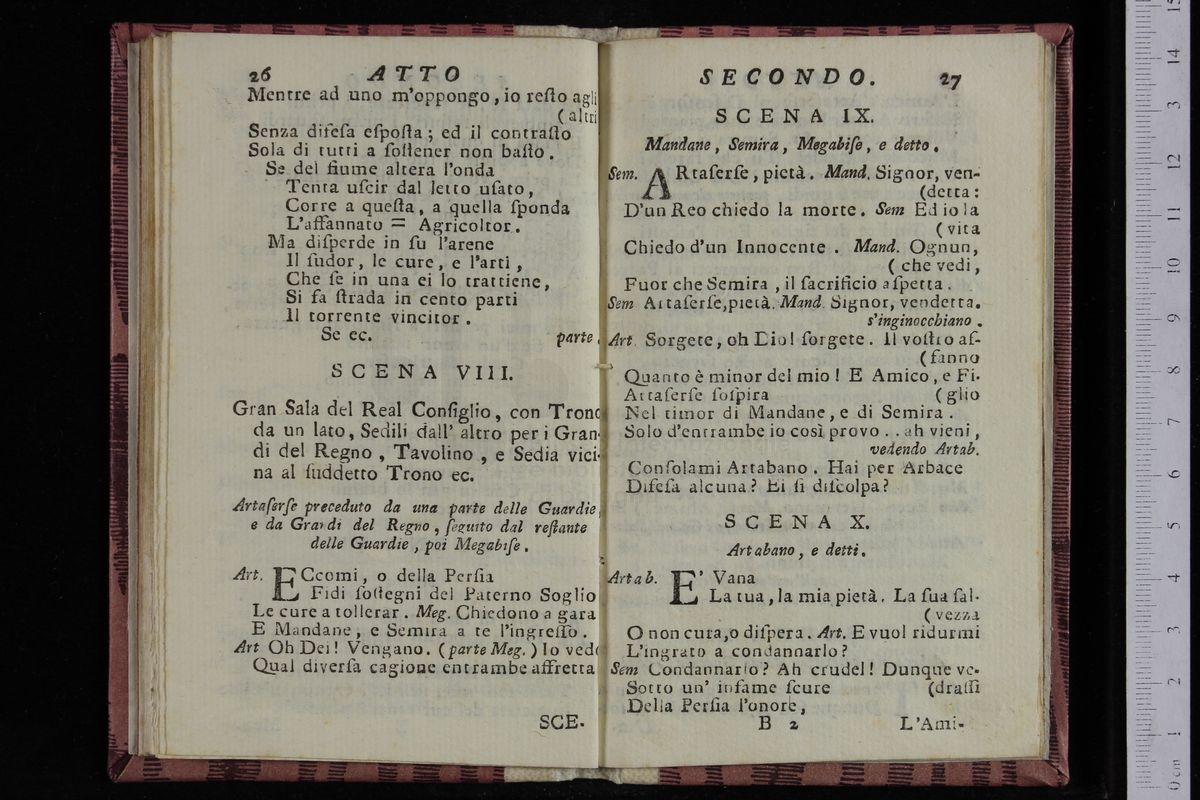 26 ATTO
Mentre ad uno m'oppongo, io reſto agli
(altri
Senza difeſa eſpoſta; ed il contraſto
Sola di tutti a ſoſtener non baſto.
Se del fiume altera l'onda
Tenta uſcir dal letto uſato,
Corre a queſta, a quella ſponda
L'affannato = Agricoltor.
Ma diſperde in ſu l'arene
Il ſudor, le cure, e l'arti,
Che ſe in una ei lo trattiene,
Si fa ſtrada in cento parti
Il torrente vincitor.
Se ec. parte.
SCENA VIII.
Gran Sala del Real Conſiglio, con Trono
da un lato, Sedili dall' altro per i Gran-
di del Regno, Tavolino, e Sedia vici-
na al ſuddetto Trono ec.
Artaſerſe preceduto da una parte delle Guardie,
e da Grandi del Regno, ſeguito dal reſtante
delle Guardie, poi Megabiſe.
Art. ECcomi, o della Perſia
Fidi ſoſtegni del Paterno Soglio
Le cure a tollerar. Meg. Chiedono a gara
E Mandane, e Semira a te l'ingreſſo.
Art Oh Dei! Vengano. (parte Meg.) Io vedo
Qual diverſa cagione entrambe affretta
SCE-
SECONDO. 27
SCENA IX.
Mandane, Semira, Megabiſe, e detto.
Sem. ARtaſerſe, pietà. Mand. Signor, ven-
(detta:
D'un Reo chiedo la morte. Sem Ed io la
(vita
Chiedo d'un Innocente. Mand. Ognun,
(che vedi,
Fuor che Semira, il ſacrificio aſpetta.
Sem Artaſerſe, pietà. Mand. Signor, vendetta.
s'inginocchiano.
Art Sorgete, oh Dio! ſorgete. Il voſtro af-
(fanno
Quanto è minor del mio! E Amico, e Fi-
Artaſerſe ſoſpira (glio
Nel timor di Mandane, e di Semira.
Solo d'entrambe io così provo .. ah vieni,
vedendo Artab.
Conſolami Artabano. Hai per Arbace
Difeſa alcuna? Ei ſi diſcolpa?
SCENA X.
Artabano, e detti.
Artab. E' Vana
La tua, la mia pietà. La ſua ſal-
(vezza
O non cura, o diſpera. Art. E vuol ridurmi
L'ingrato a condannarlo?
Sem Condannarlo? Ah crudel! Dunque ve-
Sotto un' infame ſcure (draſſi
Della Perſia l'onore,
B 2 L'Ami-